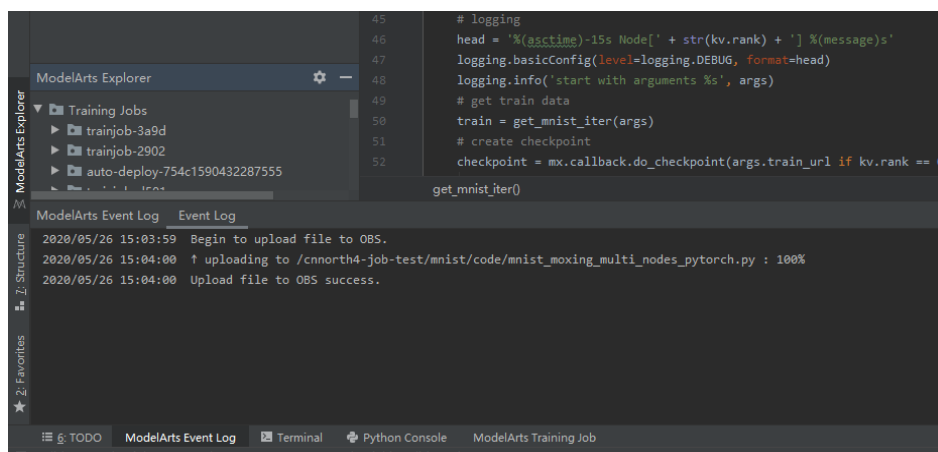 45 # logging
46 head = '%(asctime)-15s Node[' + str(kv.rank) + '] %(message)s'
47 logging.basicConfig(level=logging.DEBUG, format=head)
48 logging.info('start with arguments %s', args)
49 # get train data
50 train = get_mnist_iter(args)
51 # create checkpoint
52 checkpoint = mx.callback.do_checkpoint(args.train_url if kv.rank ==
get_mnist_iter()
ModelArts Explorer
Training Jobs
trainjob-3a9d
trainjob-2902
auto-deploy-754c1590432287555
ModelArts Explorer
7: Structure
2: Favorites
ModelArts Event Log Event Log
2020/05/26 15:03:59 Begin to upload file to OBS.
2020/05/26 15:04:00 ↑ uploading to /cnnorth4-job-test/mnist/code/mnist_moxing_multi_nodes_pytorch.py : 100%
2020/05/26 15:04:00 Upload file to OBS success.
6: TODO ModelArts Event Log Terminal Python Console ModelArts Training Job